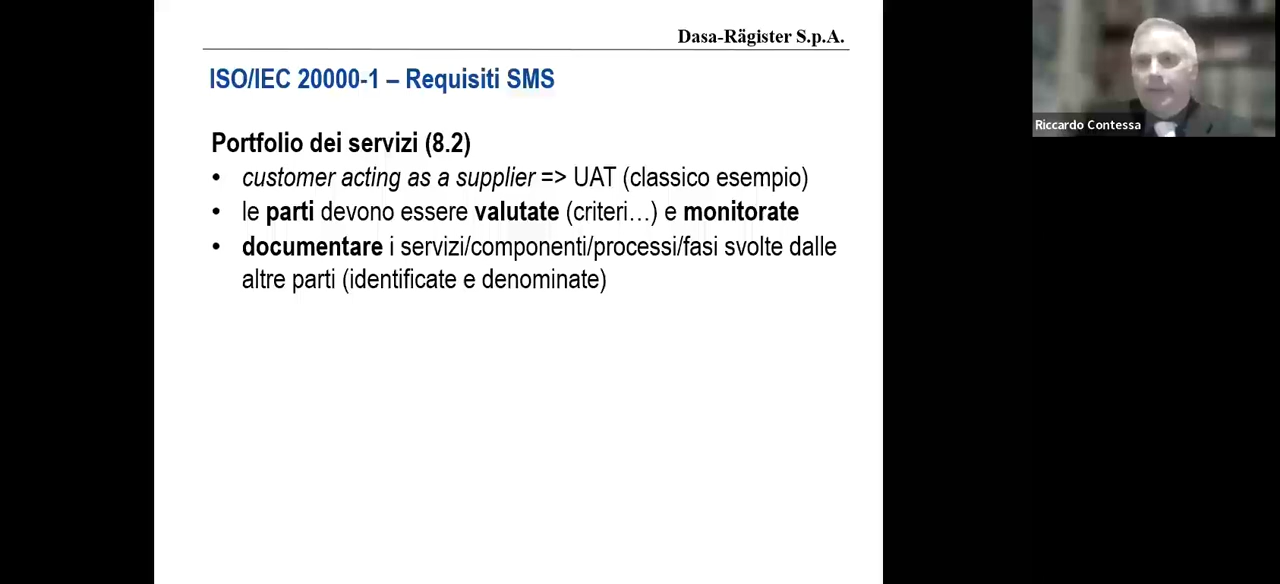 Dasa-Rägister S.p.A.
ISO/IEC 20000-1 – Requisiti SMS
Portfolio dei servizi (8.2)
• customer acting as a supplier => UAT (classico esempio)
• le parti devono essere valutate (criteri…) e monitorate
• documentare i servizi/componenti/processi/fasi svolte dalle
altre parti (identificate e denominate)
Riccardo Contessa